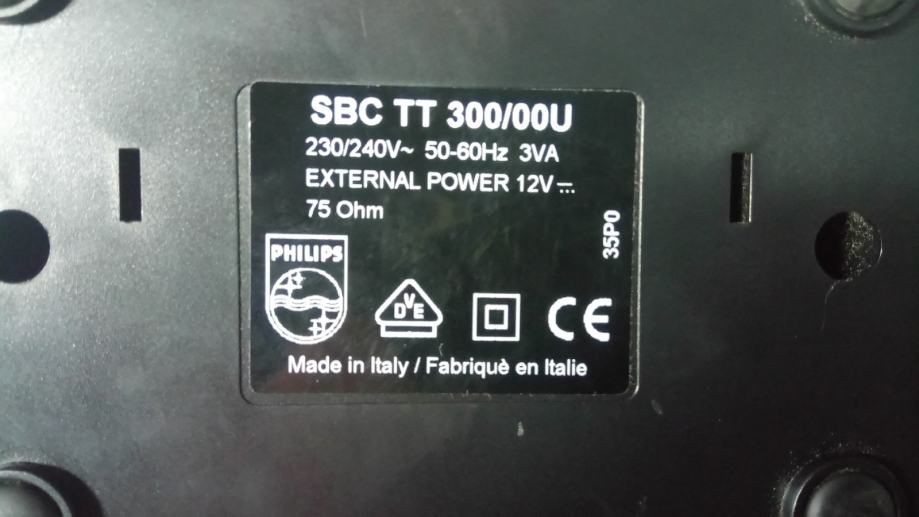 SBC TT 300/00U
230/240V~ 50-60Hz 3VA
EXTERNAL POWER 12V⎓
75 Ohm
35P0
PHILIPS
DVE
CE
Made in Italy / Fabriquè en Italie